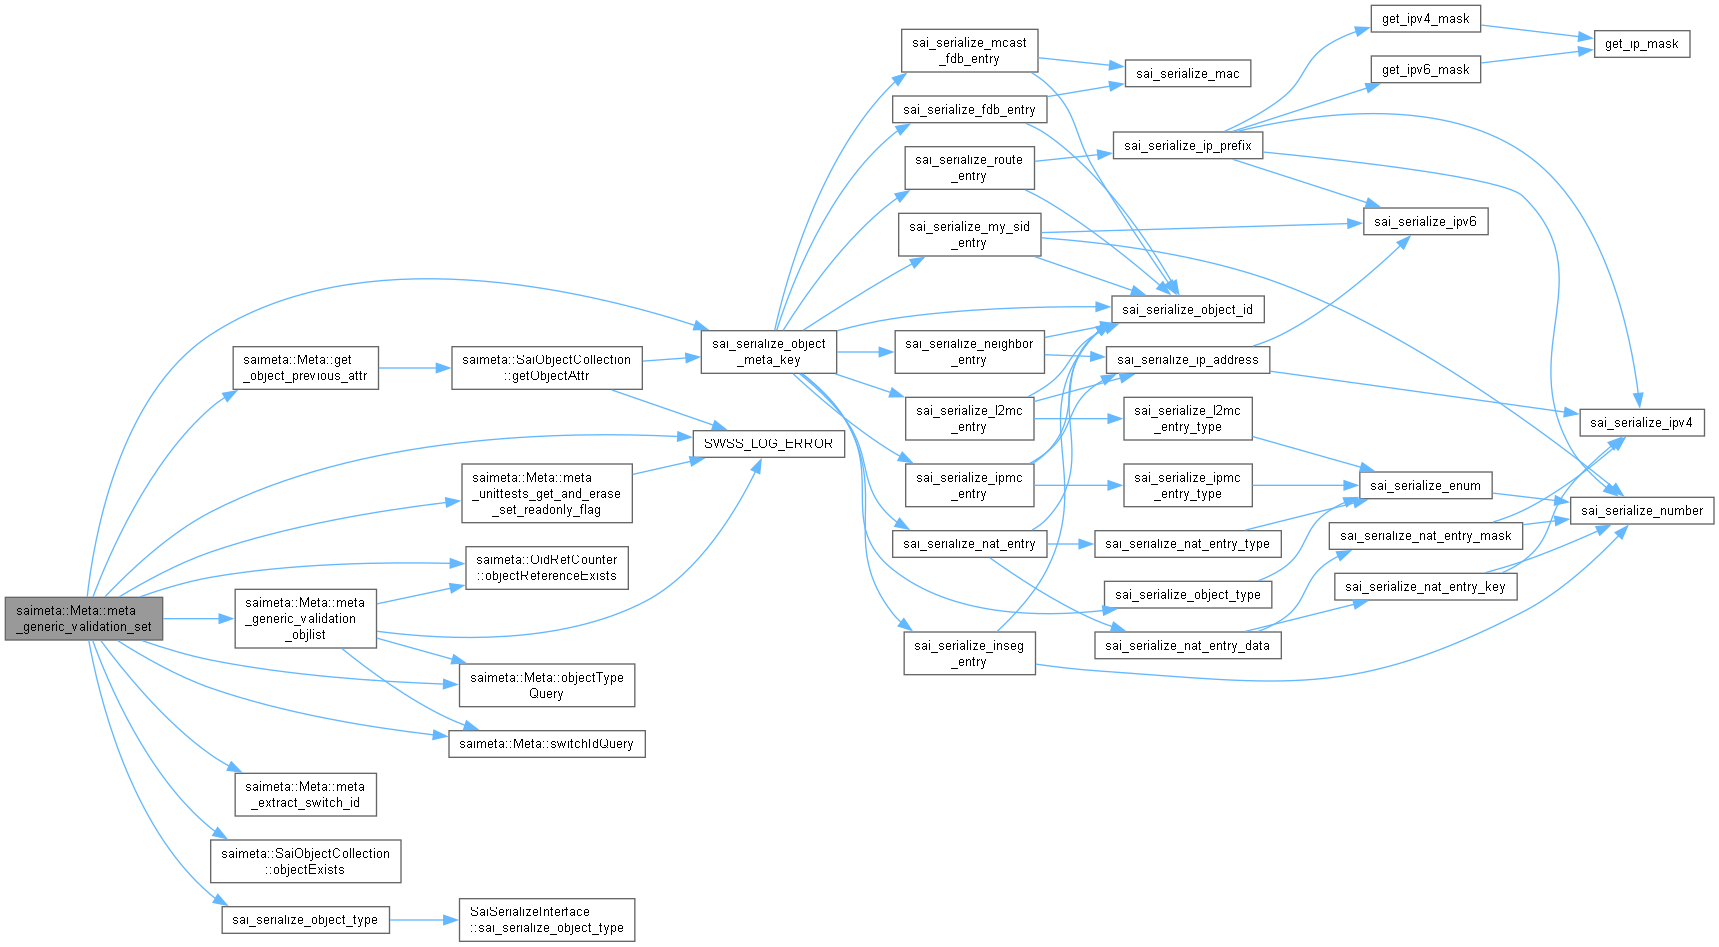 saimeta::Meta::meta
_generic_validation_set
saimeta::Meta::get
_object_previous_attr
saimeta::SaiObjectCollection
::getObjectAttr
sai_serialize_object
_meta_key
SWSS_LOG_ERROR
saimeta::Meta::meta
_unittests_get_and_erase
_set_readonly_flag
saimeta::OidRefCounter
::objectReferenceExists
saimeta::Meta::meta
_generic_validation
_objlist
saimeta::Meta::objectType
Query
saimeta::Meta::switchIdQuery
saimeta::Meta::meta
_extract_switch_id
saimeta::SaiObjectCollection
::objectExists
sai_serialize_object_type
SaiSerializeInterface
::sai_serialize_object_type
sai_serialize_mcast
_fdb_entry
sai_serialize_fdb_entry
sai_serialize_route
_entry
sai_serialize_my_sid
_entry
sai_serialize_neighbor
_entry
sai_serialize_l2mc
_entry
sai_serialize_ipmc
_entry
sai_serialize_nat_entry
sai_serialize_inseg
_entry
sai_serialize_mac
sai_serialize_ip_prefix
sai_serialize_object_id
sai_serialize_ip_address
sai_serialize_l2mc
_entry_type
sai_serialize_ipmc
_entry_type
sai_serialize_nat_entry_type
sai_serialize_object_type
sai_serialize_nat_entry_data
get_ipv4_mask
get_ipv6_mask
get_ip_mask
sai_serialize_ipv6
sai_serialize_ipv4
sai_serialize_enum
sai_serialize_number
sai_serialize_nat_entry_mask
sai_serialize_nat_entry_key